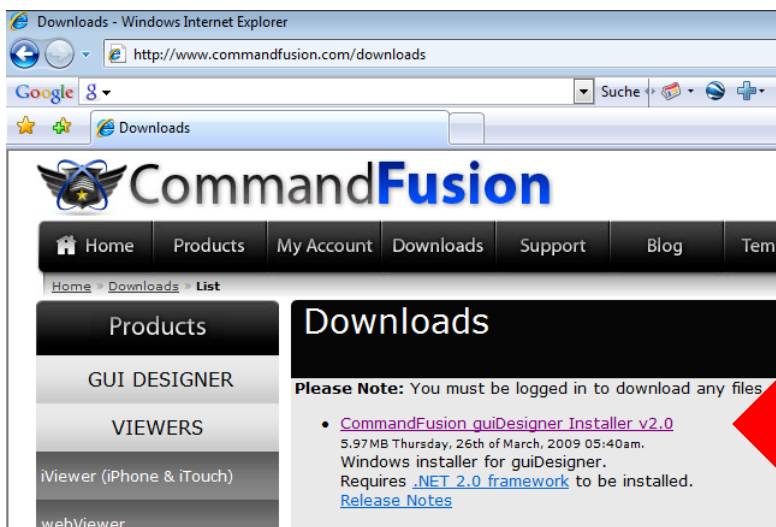 Downloads - Windows Internet Explorer
http://www.commandfusion.com/downloads
Google
Suche
Downloads
CommandFusion
Home Products My Account Downloads Support Blog Tem
Home » Downloads » List
Products
Downloads
GUI DESIGNER
Please Note: You must be logged in to download any files
VIEWERS
CommandFusion guiDesigner Installer v2.0
5.97MB Thursday, 26th of March, 2009 05:40am.
Windows installer for guiDesigner.
iViewer (iPhone & iTouch)
Requires .NET 2.0 framework to be installed.
Release Notes
webViewer